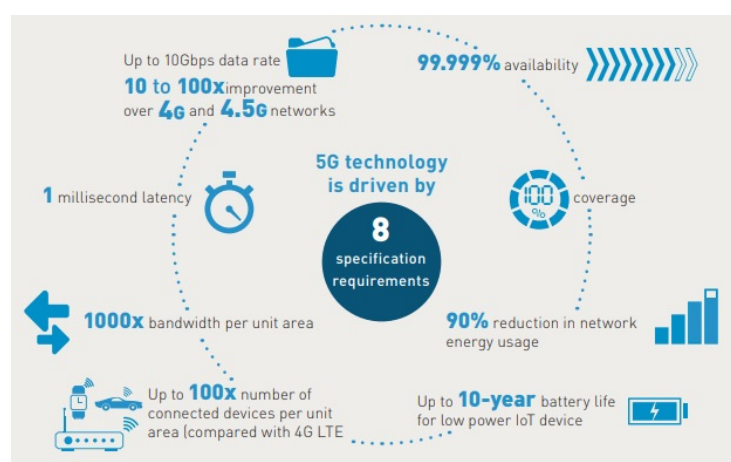 Up to 10Gbps data rate
10 to 100x improvement
over 4G and 4.5G networks
99.999% availability
5G technology
is driven by
8
specification
requirements
1 millisecond latency
100
%
coverage
1000x bandwidth per unit area
90% reduction in network
energy usage
Up to 100x number of
connected devices per unit
area (compared with 4G LTE
Up to 10-year battery life
for low power IoT device